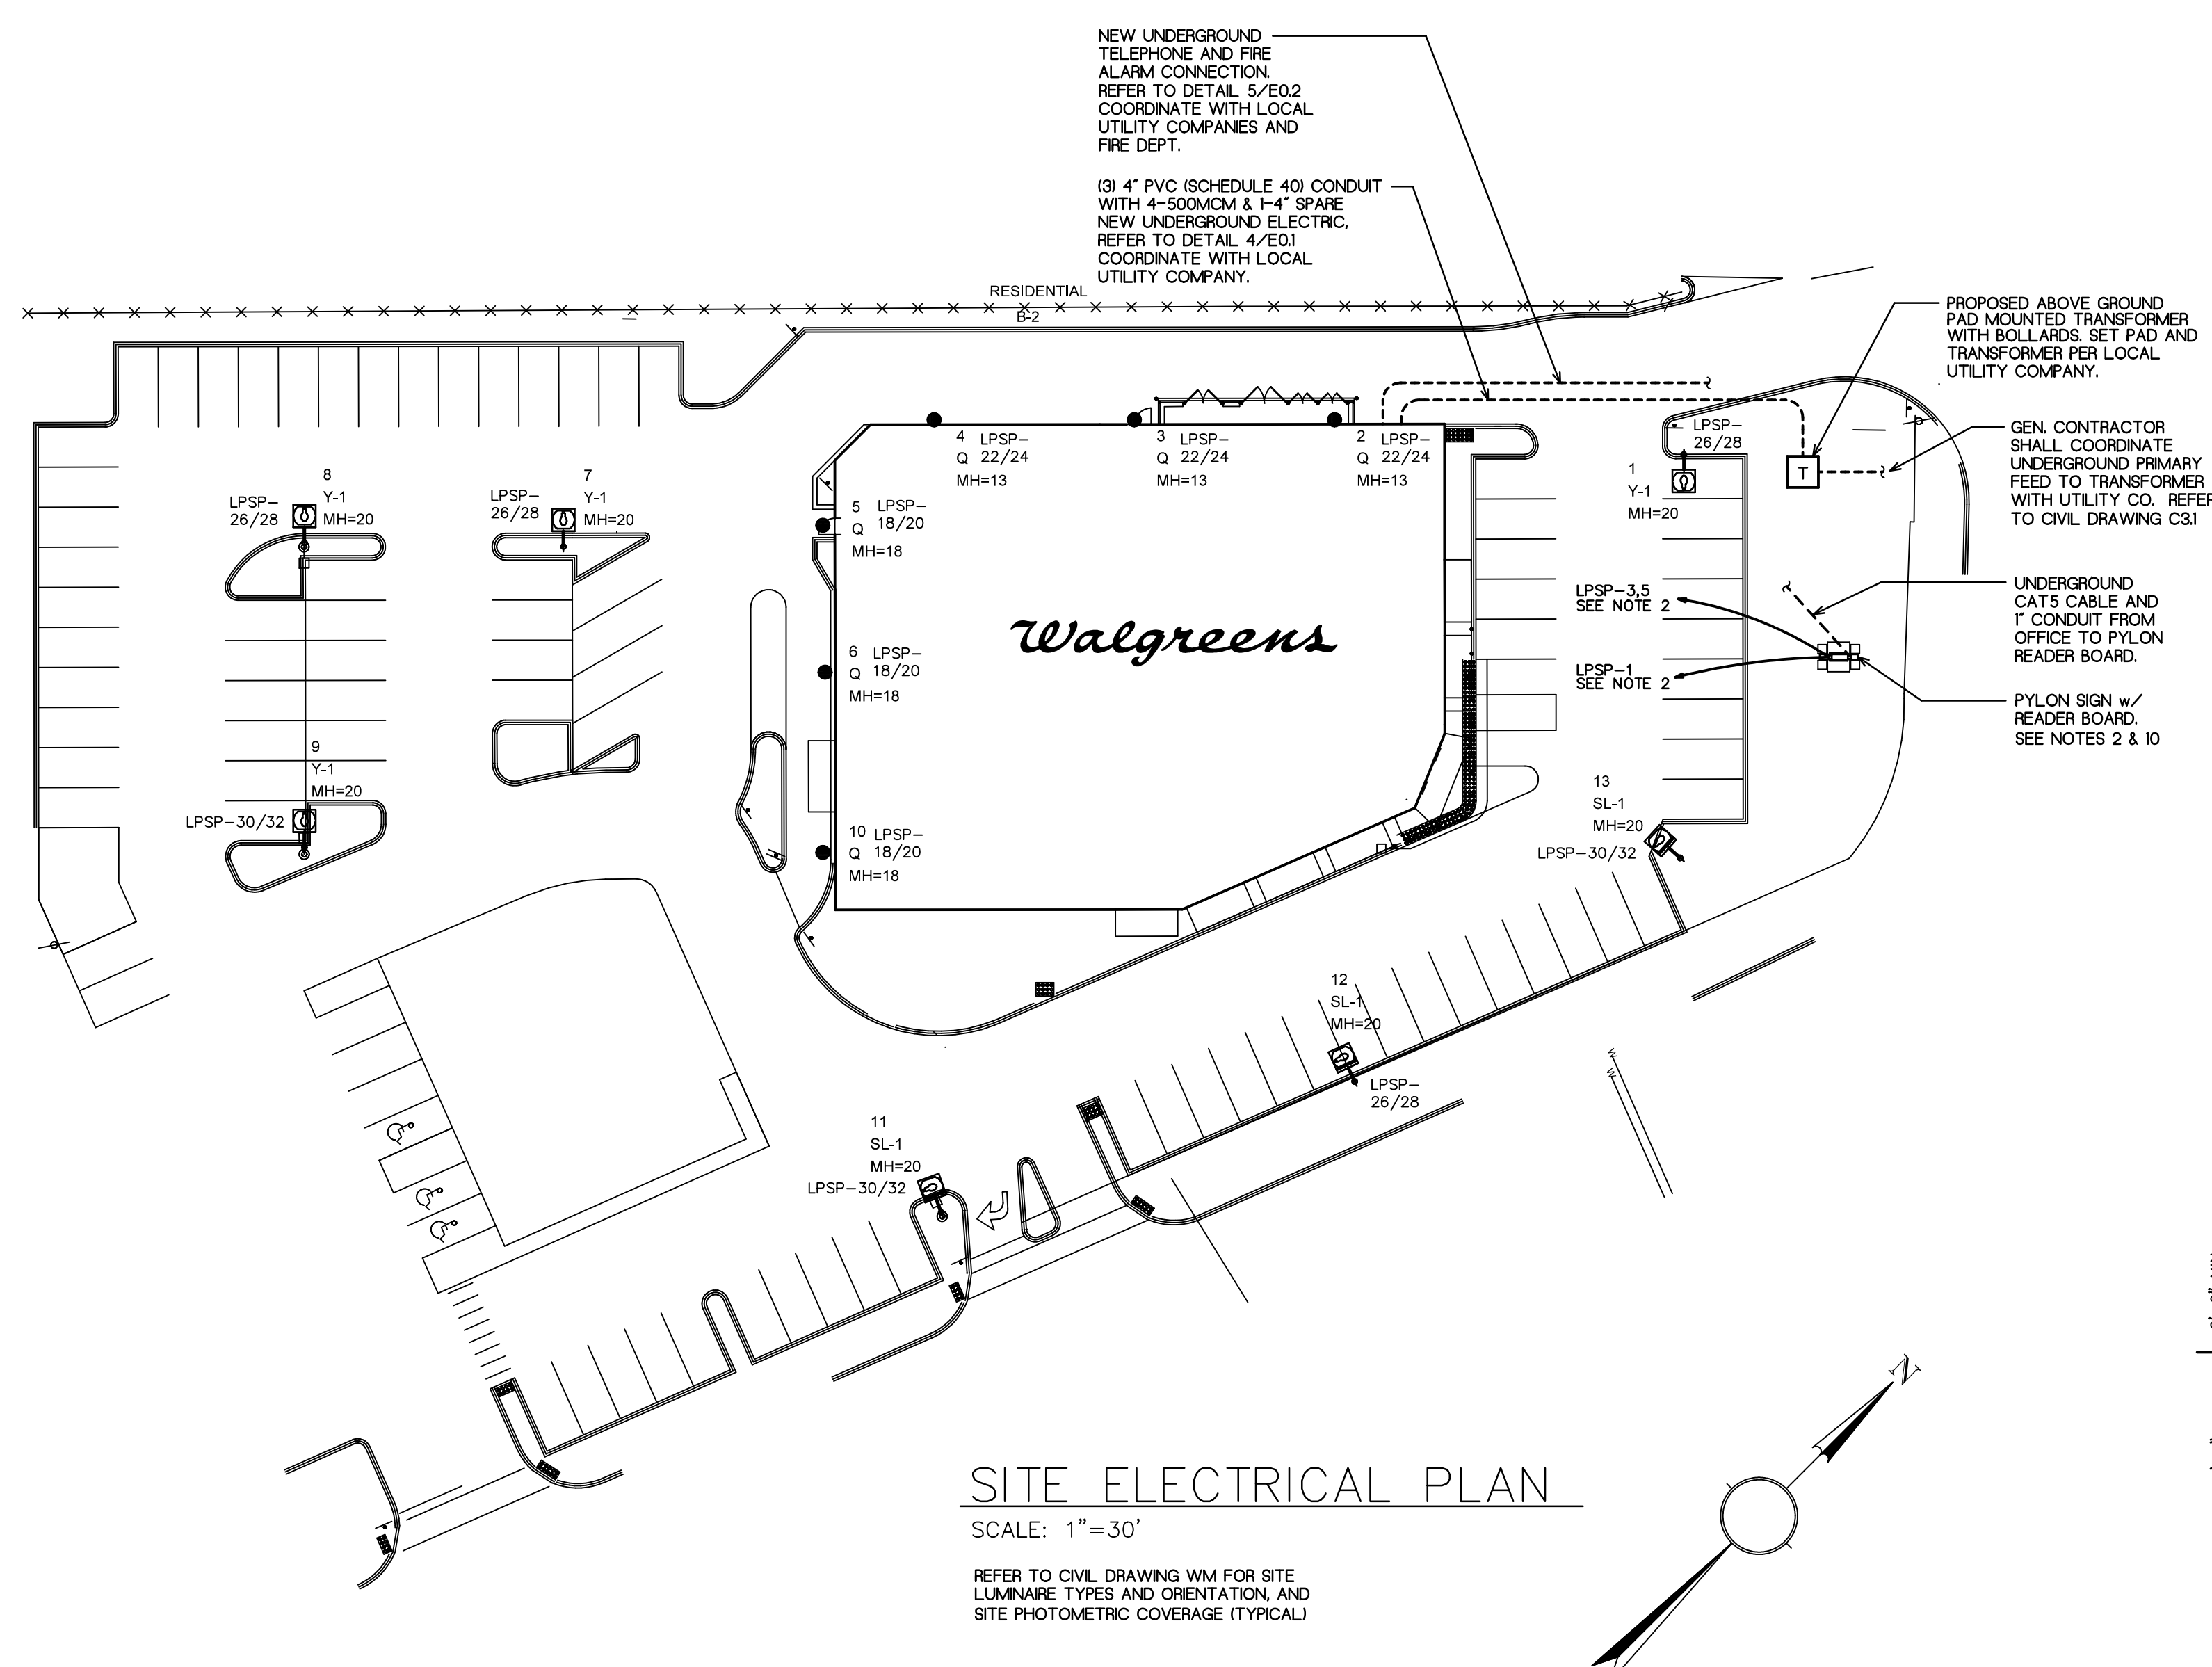 NEW UNDERGROUND
TELEPHONE AND FIRE
ALARM CONNECTION.
REFER TO DETAIL 5/E0.2
COORDINATE WITH LOCAL
UTILITY COMPANIES AND
FIRE DEPT.
(3) 4" PVC (SCHEDULE 40) CONDUIT
WITH 4-500MCM & 1-4" SPARE
NEW UNDERGROUND ELECTRIC,
REFER TO DETAIL 4/E0.1
COORDINATE WITH LOCAL
UTILITY COMPANY.
RESIDENTIAL
B-2
PROPOSED ABOVE GROUND
PAD MOUNTED TRANSFORMER
WITH BOLLARDS. SET PAD AND
TRANSFORMER PER LOCAL
UTILITY COMPANY.
GEN. CONTRACTOR
SHALL COORDINATE
UNDERGROUND PRIMARY
FEED TO TRANSFORMER
WITH UTILITY CO. REFER
TO CIVIL DRAWING C3.1
UNDERGROUND
CAT5 CABLE AND
1" CONDUIT FROM
OFFICE TO PYLON
READER BOARD.
PYLON SIGN w/
READER BOARD.
SEE NOTES 2 & 10
T
LPSP-
26/28
1
Y-1
MH=20
LPSP-3,5
SEE NOTE 2
LPSP-1
SEE NOTE 2
4 LPSP-
Q 22/24
MH=13
3 LPSP-
Q 22/24
MH=13
2 LPSP-
Q 22/24
MH=13
5 LPSP-
Q 18/20
MH=18
6 LPSP-
Q 18/20
MH=18
10 LPSP-
Q 18/20
MH=18
Walgreens
8
Y-1
MH=20
LPSP-
26/28
7
Y-1
MH=20
LPSP-
26/28
9
Y-1
MH=20
LPSP-30/32
13
SL-1
MH=20
LPSP-30/32
12
SL-1
MH=20
LPSP-
26/28
11
SL-1
MH=20
LPSP-30/32
N
SITE ELECTRICAL PLAN
SCALE: 1"=30'
REFER TO CIVIL DRAWING WM FOR SITE
LUMINAIRE TYPES AND ORIENTATION, AND
SITE PHOTOMETRIC COVERAGE (TYPICAL)